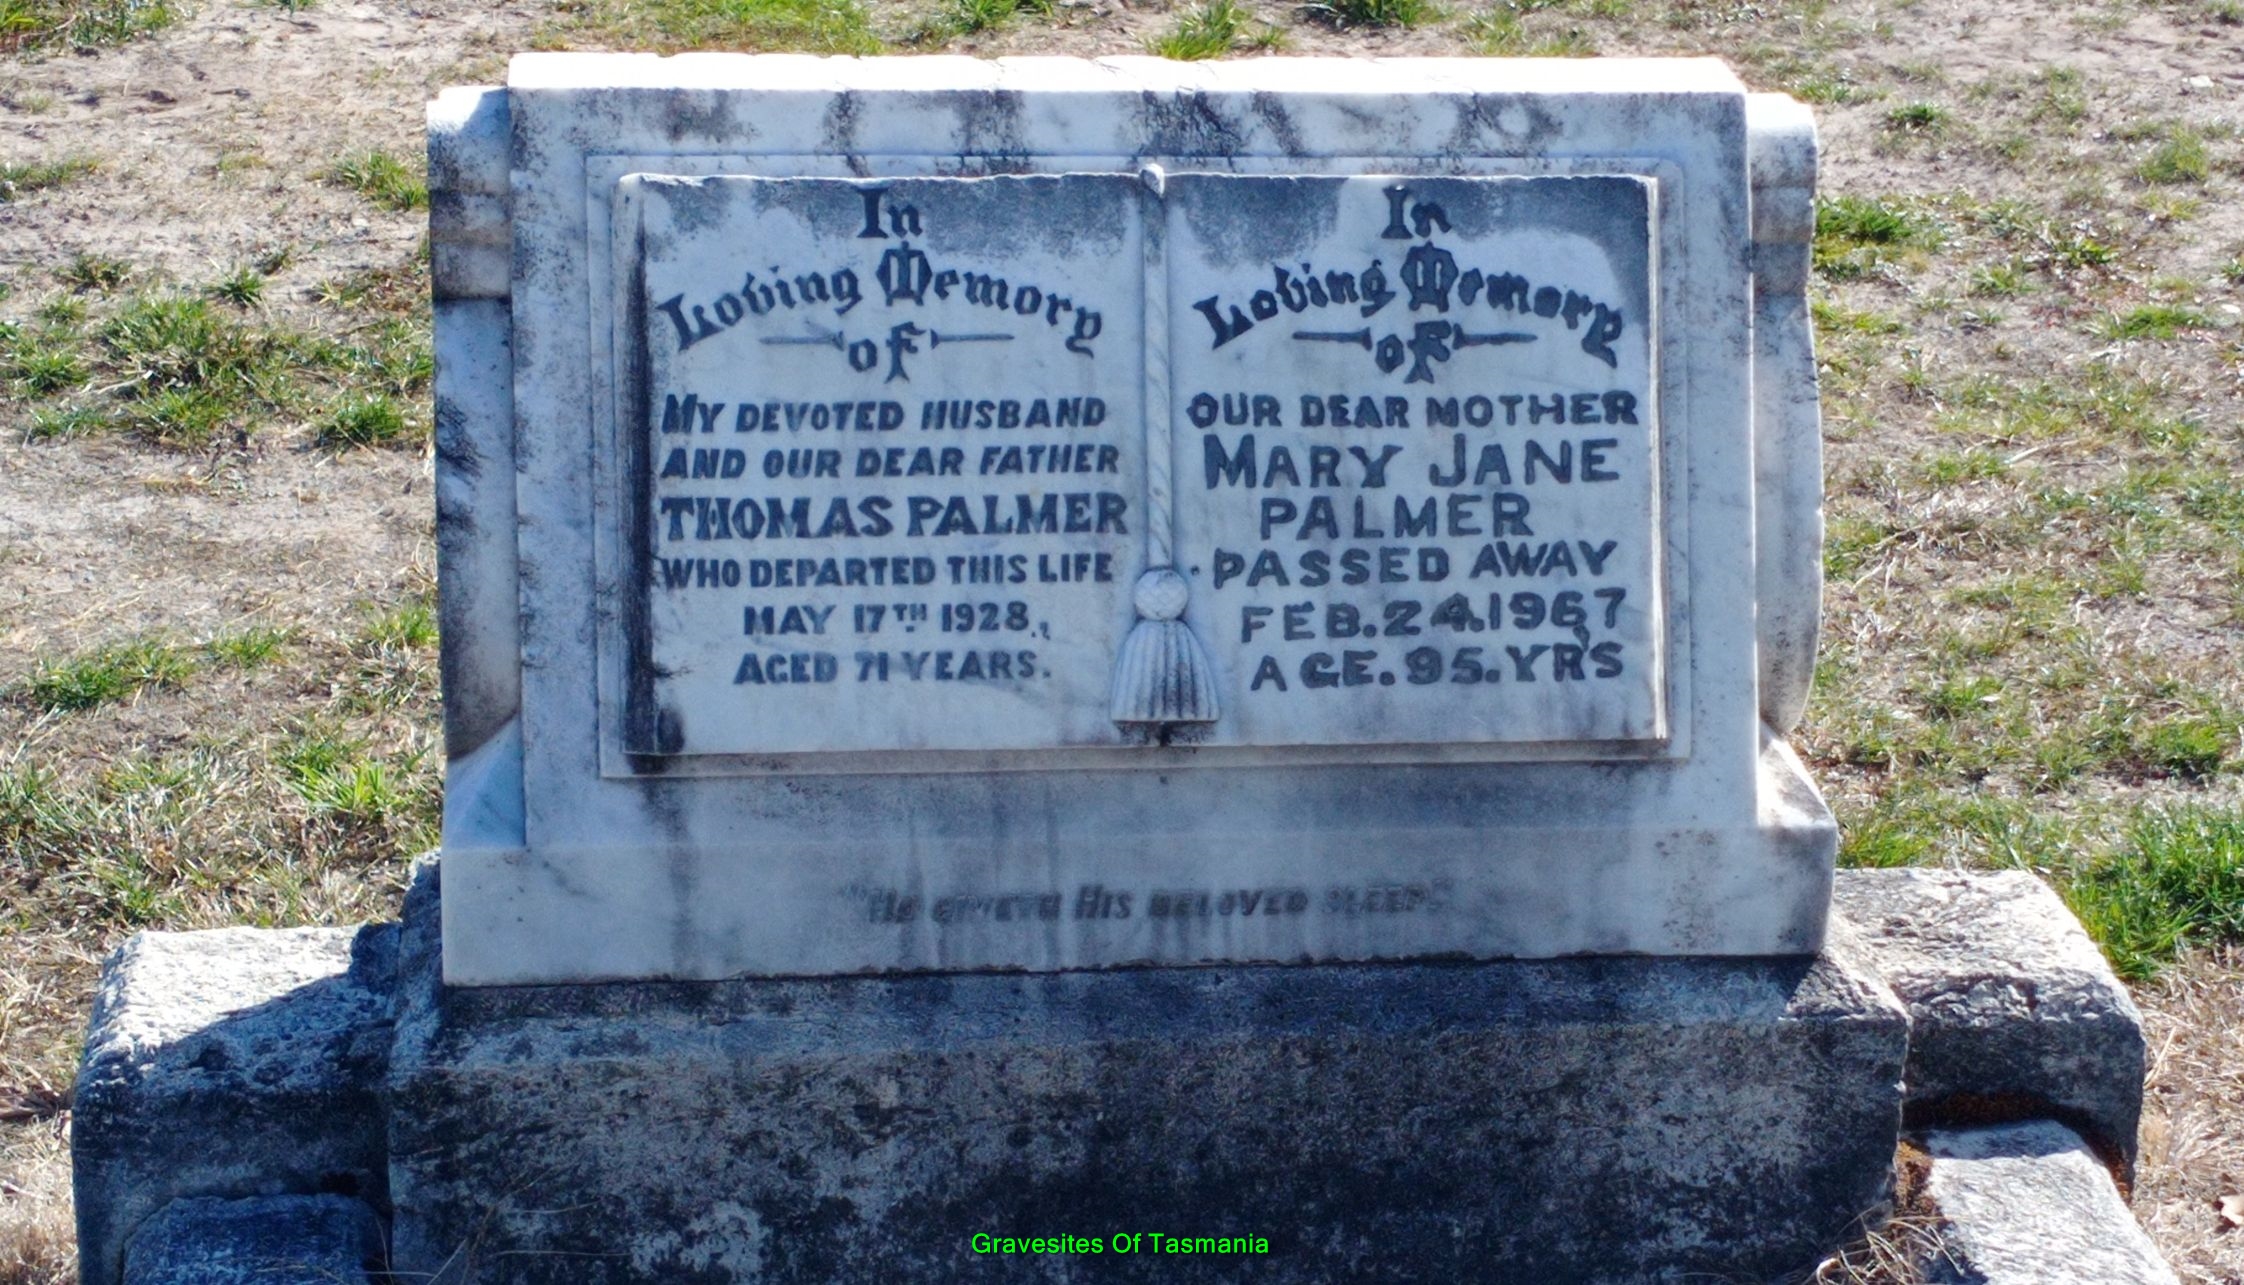 In
Loving Memory
of
MY DEVOTED HUSBAND
AND OUR DEAR FATHER
THOMAS PALMER
WHO DEPARTED THIS LIFE
MAY 17TH 1928.,
AGED 71 YEARS.
In
Loving Memory
of
OUR DEAR MOTHER
MARY JANE
PALMER
PASSED AWAY
FEB. 24. 1967
AGE. 95. YR'S
"HE GIVETH HIS BELOVED SLEEP."
Gravesites Of Tasmania